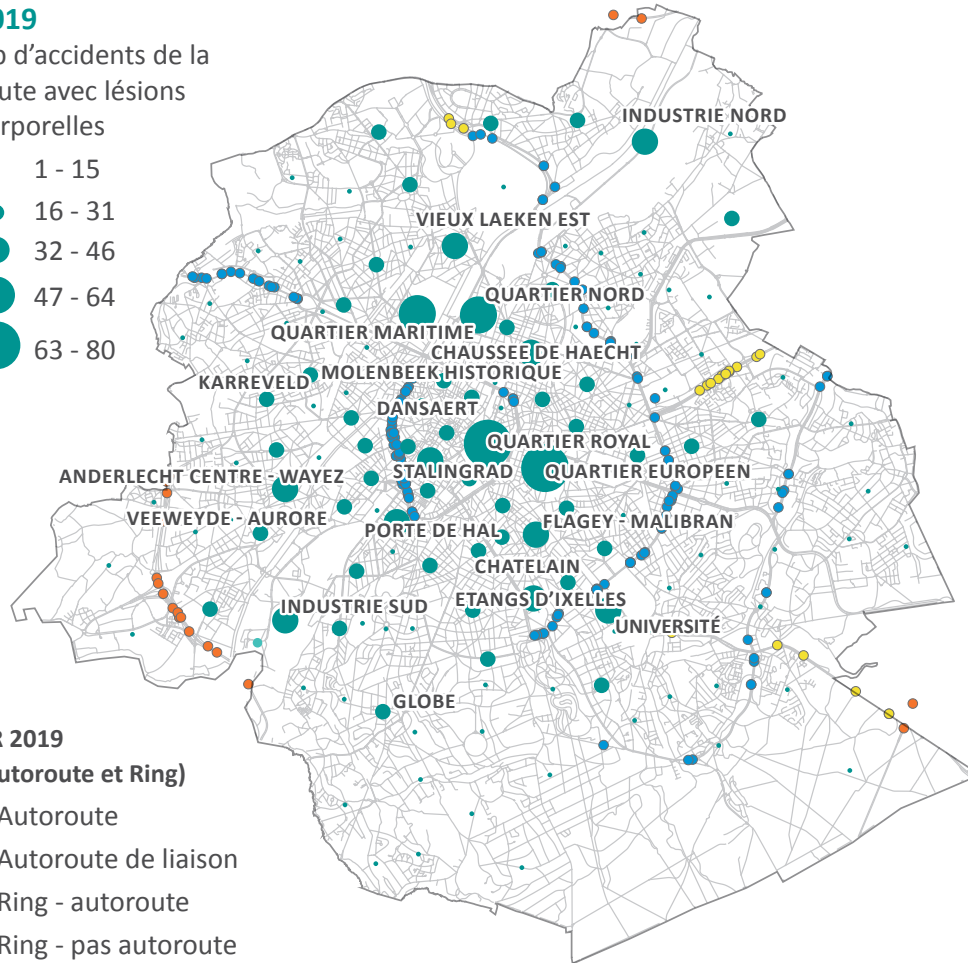 019
d'accidents de la
ute avec lésions
rporelles
1 - 15
16 - 31
32 - 46
47 - 64
63 - 80
INDUSTRIE NORD
VIEUX LAEKEN EST
QUARTIER NORD
QUARTIER MARITIME
CHAUSSEE DE HAECHT
MOLENBEEK HISTORIQUE
KARREVELD
DANSAERT
QUARTIER ROYAL
STALINGRAD
QUARTIER EUROPEEN
ANDERLECHT CENTRE - WAYEZ
VEEWEYDE - AURORE
PORTE DE HAL
FLAGEY - MALIBRAN
CHATELAIN
ETANGS D'IXELLES
INDUSTRIE SUD
UNIVERSITÉ
GLOBE
R 2019
utoroute et Ring)
Autoroute
Autoroute de liaison
Ring - autoroute
Ring - pas autoroute